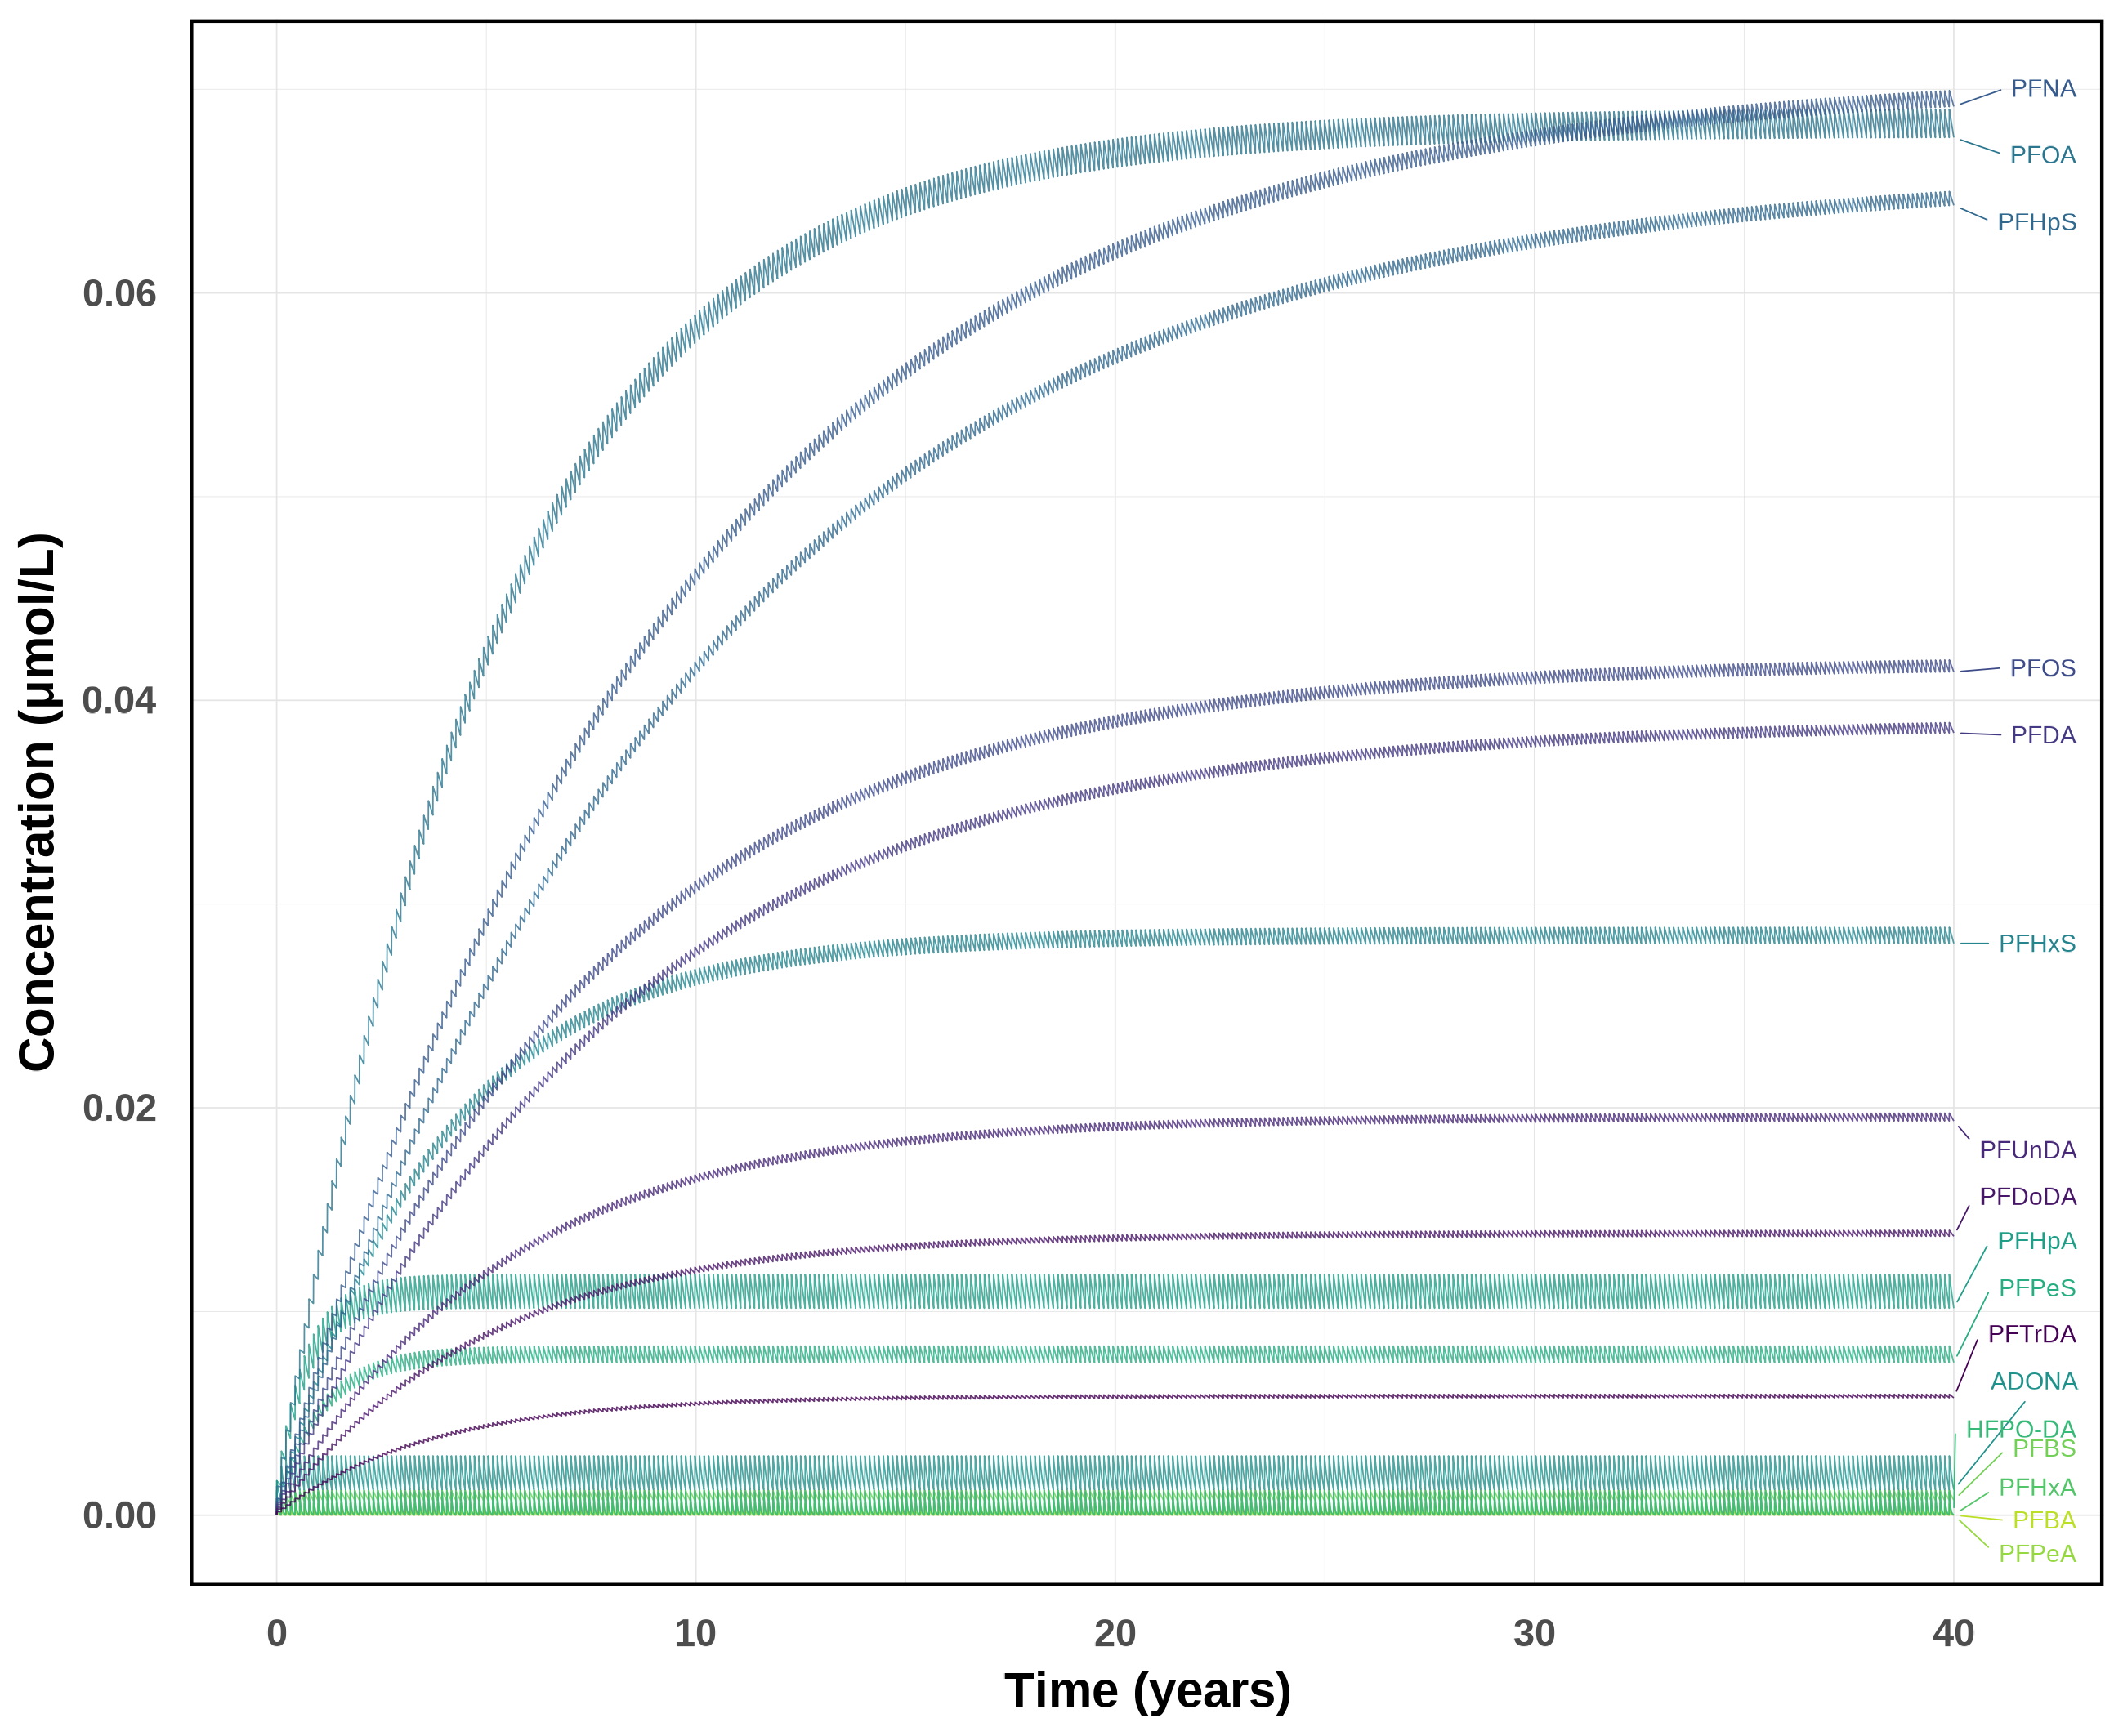 PFNA
PFOA
PFHpS
0.06
PFOS
0.04
PFDA
PFHxS
Concentration (µmol/L)
0.02
PFUnDA
PFDoDA
PFHpA
PFPeS
PFTrDA
ADONA
HFPO-DA
PFBS
PFHxA
0.00
PFBA
PFPeA
0 10 20 30 40
Time (years)